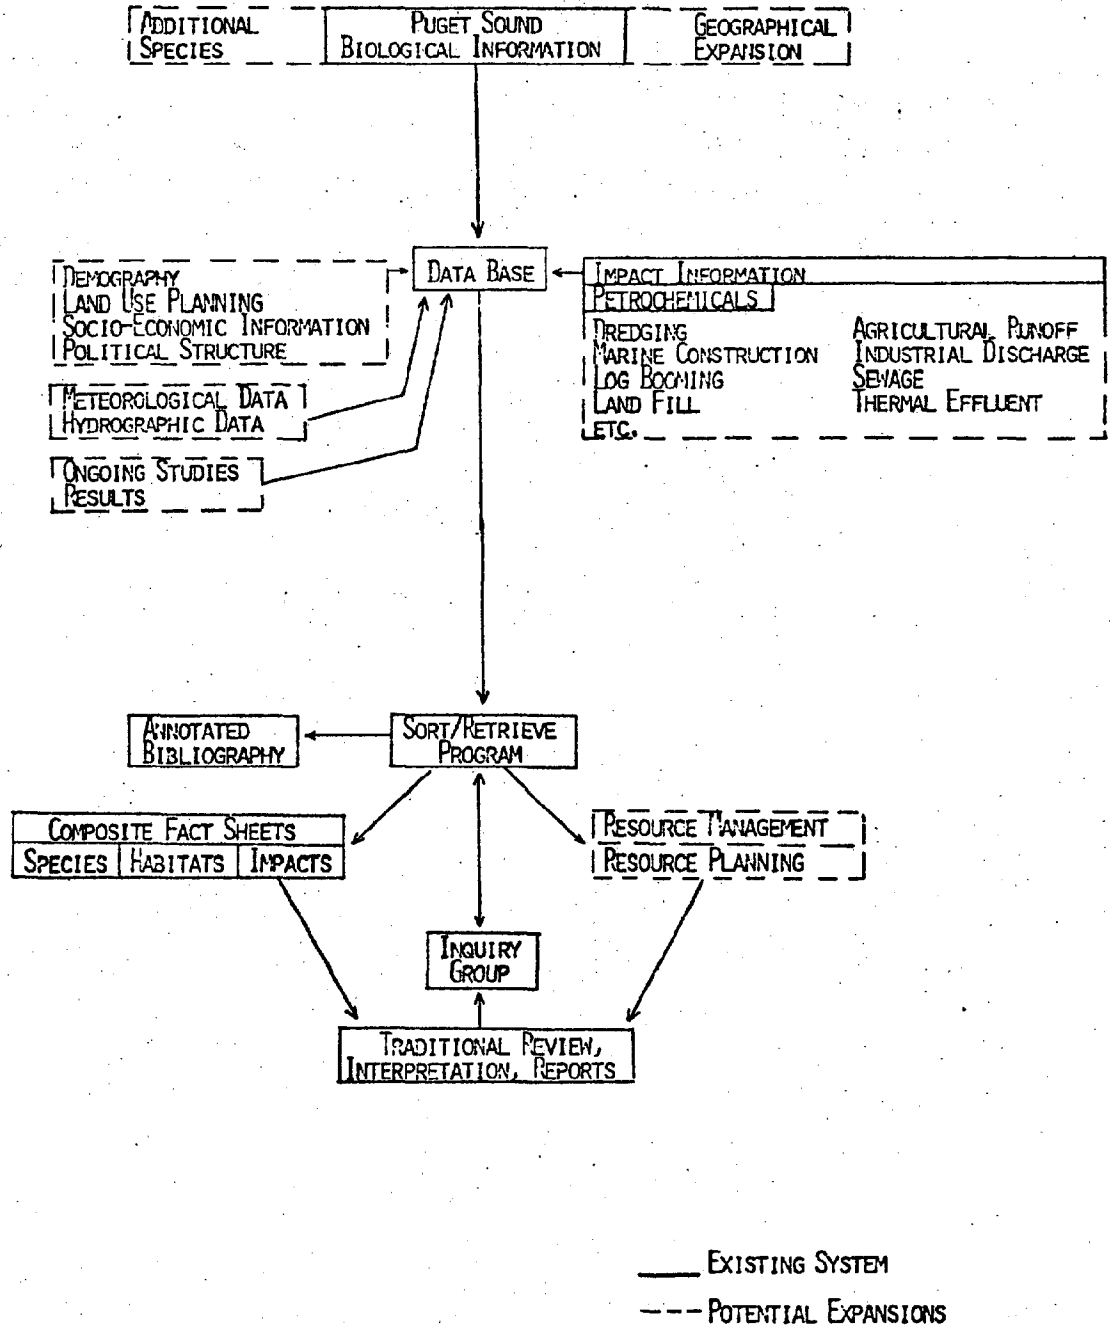 ADDITIONAL SPECIES
PUGET SOUND
BIOLOGICAL INFORMATION
GEOGRAPHICAL
EXPANSION
DATA BASE
DEMOGRAPHY
LAND USE PLANNING
SOCIO-ECONOMIC INFORMATION
POLITICAL STRUCTURE
METEOROLOGICAL DATA
HYDROGRAPHIC DATA
ONGOING STUDIES
RESULTS
IMPACT INFORMATION
PETROCHEMICALS
DREDGING
MARINE CONSTRUCTION
LOG BOOMING
LAND FILL
ETC.
AGRICULTURAL RUNOFF
INDUSTRIAL DISCHARGE
SEWAGE
THERMAL EFFLUENT
ANNOTATED
BIBLIOGRAPHY
SORT/RETRIEVE
PROGRAM
COMPOSITE FACT SHEETS
SPECIES HABITATS IMPACTS
RESOURCE MANAGEMENT
RESOURCE PLANNING
INQUIRY
GROUP
TRADITIONAL REVIEW,
INTERPRETATION, REPORTS
EXISTING SYSTEM
POTENTIAL EXPANSIONS